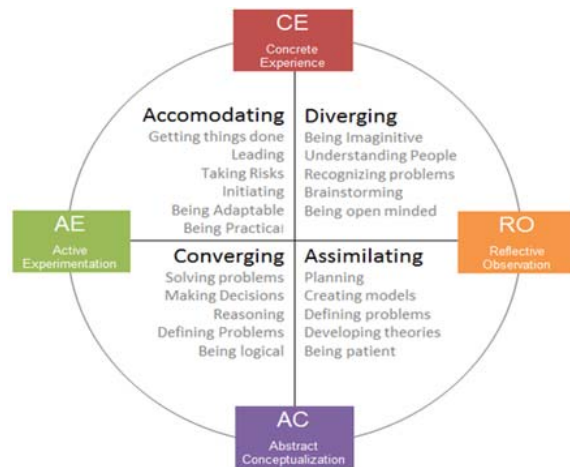 CE
Concrete
Experience
Accomodating
Getting things done
Leading
Taking Risks
Initiating
Being Adaptable
Being Practical
Diverging
Being Imaginitive
Understanding People
Recognizing problems
Brainstorming
Being open minded
AE
Active
Experimentation
RO
Reflective
Observation
Converging
Solving problems
Making Decisions
Reasoning
Defining Problems
Being logical
Assimilating
Planning
Creating models
Defining problems
Developing theories
Being patient
AC
Abstract
Conceptualization